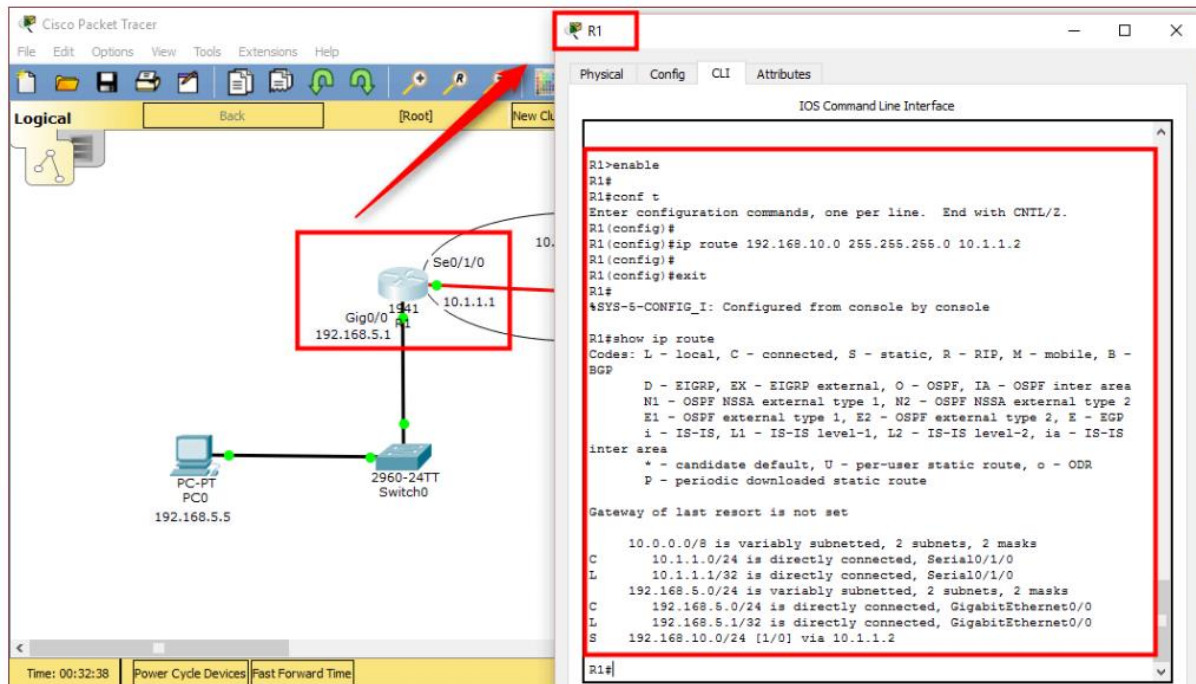 Cisco Packet Tracer
File Edit Options View Tools Extensions Help
Logical
Back
[Root]
New Clu
10.
Se0/1/0
1941
R1
10.1.1.1
Gig0/0
192.168.5.1
PC-PT
PC0
192.168.5.5
2960-24TT
Switch0
Time: 00:32:38
Power Cycle Devices
Fast Forward Time
R1
Physical Config CLI Attributes
IOS Command Line Interface
R1>enable
R1#
R1#conf t
Enter configuration commands, one per line. End with CNTL/Z.
R1(config)#
R1(config)#ip route 192.168.10.0 255.255.255.0 10.1.1.2
R1(config)#
R1(config)#exit
R1#
%SYS-5-CONFIG_I: Configured from console by console
R1#show ip route
Codes: L - local, C - connected, S - static, R - RIP, M - mobile, B -
BGP
D - EIGRP, EX - EIGRP external, O - OSPF, IA - OSPF inter area
N1 - OSPF NSSA external type 1, N2 - OSPF NSSA external type 2
E1 - OSPF external type 1, E2 - OSPF external type 2, E - EGP
i - IS-IS, L1 - IS-IS level-1, L2 - IS-IS level-2, ia - IS-IS
inter area
* - candidate default, U - per-user static route, o - ODR
P - periodic downloaded static route
Gateway of last resort is not set
10.0.0.0/8 is variably subnetted, 2 subnets, 2 masks
C 10.1.1.0/24 is directly connected, Serial0/1/0
L 10.1.1.1/32 is directly connected, Serial0/1/0
192.168.5.0/24 is variably subnetted, 2 subnets, 2 masks
C 192.168.5.0/24 is directly connected, GigabitEthernet0/0
L 192.168.5.1/32 is directly connected, GigabitEthernet0/0
S 192.168.10.0/24 [1/0] via 10.1.1.2
R1#